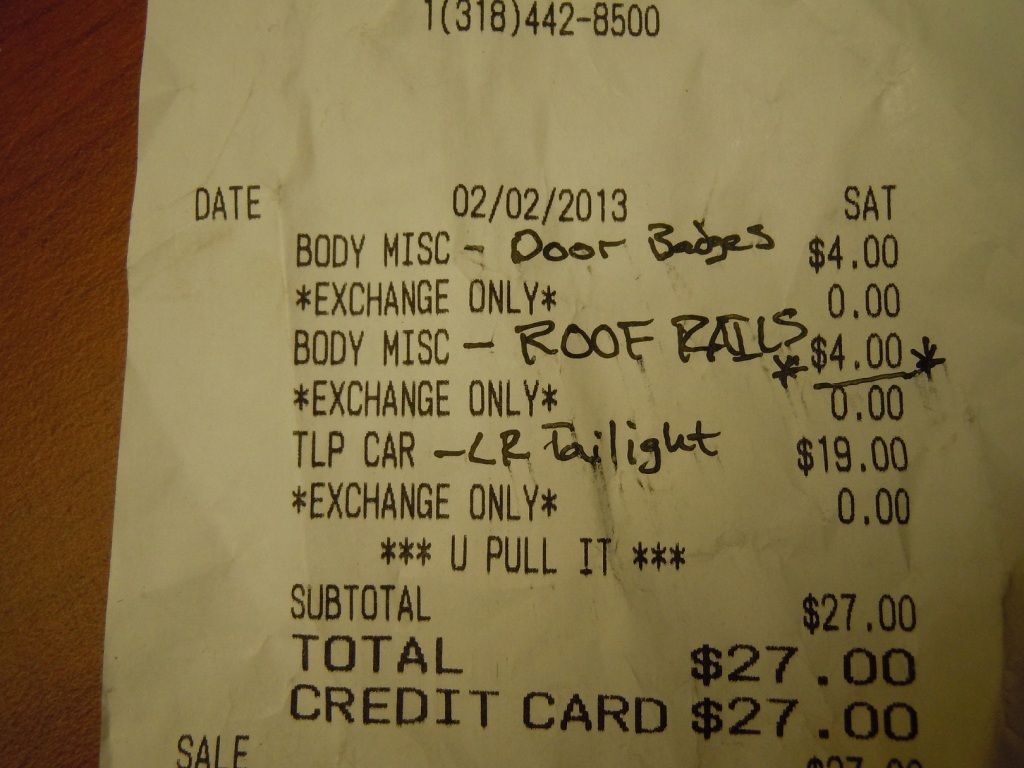 1(318)442-8500
DATE 02/02/2013 SAT
BODY MISC - Door Badges $4.00
*EXCHANGE ONLY* 0.00
BODY MISC - ROOF RAILS *$4.00*
*EXCHANGE ONLY* 0.00
TLP CAR - LR Tailight $19.00
*EXCHANGE ONLY* 0.00
*** U PULL IT ***
SUBTOTAL $27.00
TOTAL $27.00
CREDIT CARD $27.00
SALE $27.00